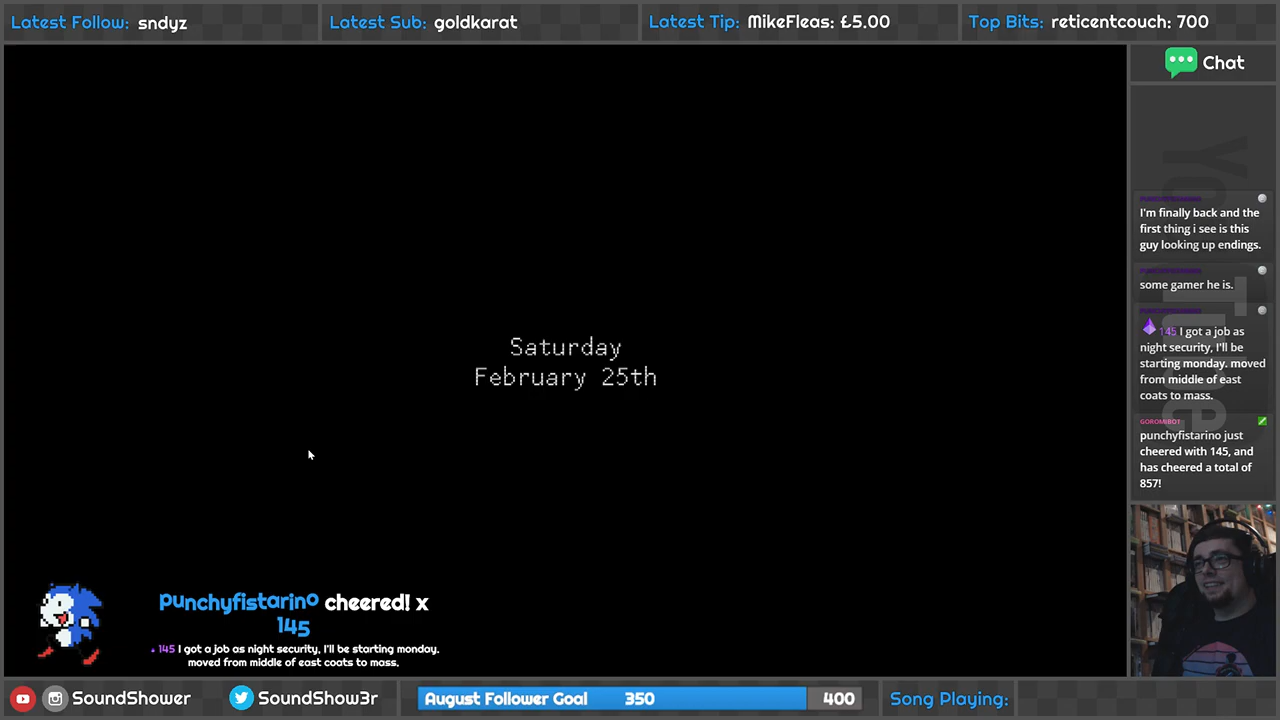 Latest Follow: sndyz
Latest Sub: goldkarat
Latest Tip: MikeFleas: £5.00
Top Bits: reticentcouch: 700
Chat
I'm finally back and the
first thing i see is this
guy looking up endings.
some gamer he is.
145 I got a job as
night security, I'll be
starting monday. moved
from middle of east
coats to mass.
GOROMIBOT
punchyfistarino just
cheered with 145, and
has cheered a total of
857!
Saturday
February 25th
punchyfistarino cheered! x
145
145 I got a job as night security, I'll be starting monday.
moved from middle of east coats to mass.
SoundShower
SoundShow3r
August Follower Goal 350 400
Song Playing: